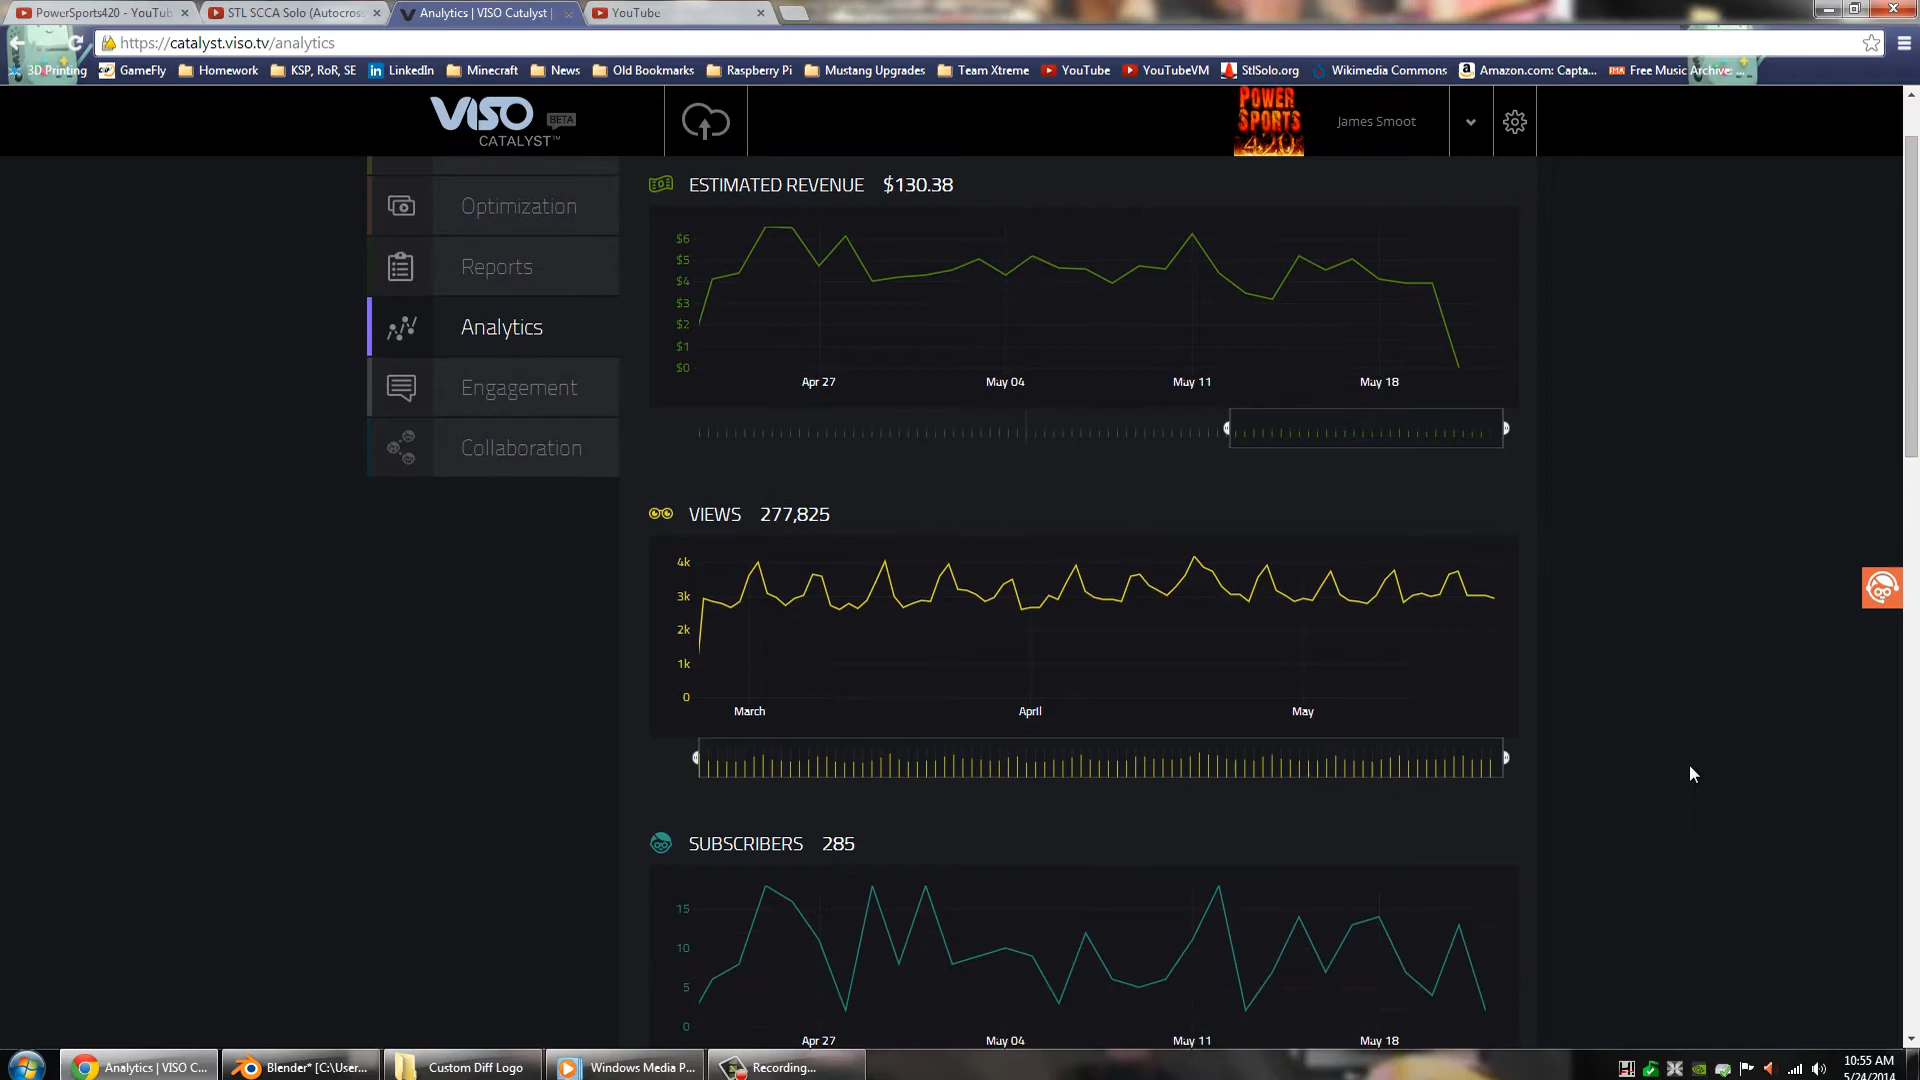 PowerSports420 - YouTub
STL SCCA Solo (Autocros
Analytics | VISO Catalyst |
YouTube
https://catalyst.viso.tv/analytics
3D Printing
GameFly
Homework
KSP, RoR, SE
LinkedIn
Minecraft
News
Old Bookmarks
Raspberry Pi
Mustang Upgrades
Team Xtreme
YouTube
YouTubeVM
StlSolo.org
Wikimedia Commons
Amazon.com: Capta...
FMA
Free Music Archive: ...
VISO BETA
CATALYST™
POWER
SPORTS
420
James Smoot
Optimization
Reports
Analytics
Engagement
Collaboration
ESTIMATED REVENUE $130.38
$6
$5
$4
$3
$2
$1
$0
Apr 27 May 04 May 11 May 18
VIEWS 277,825
4k
3k
2k
1k
0
March April May
SUBSCRIBERS 285
15
10
5
0
Apr 27 May 04 May 11 May 18
Analytics | VISO C...
Blender* [C:\User...
Custom Diff Logo
Windows Media P...
Recording...
10:55 AM
5/24/2014